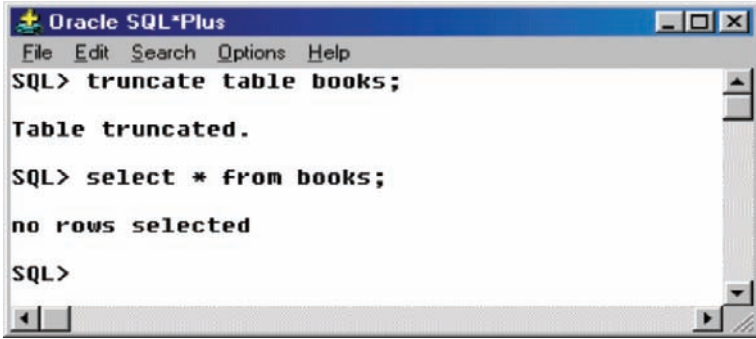 Oracle SQL*Plus
File Edit Search Options Help
SQL> truncate table books;
Table truncated.
SQL> select * from books;
no rows selected
SQL>